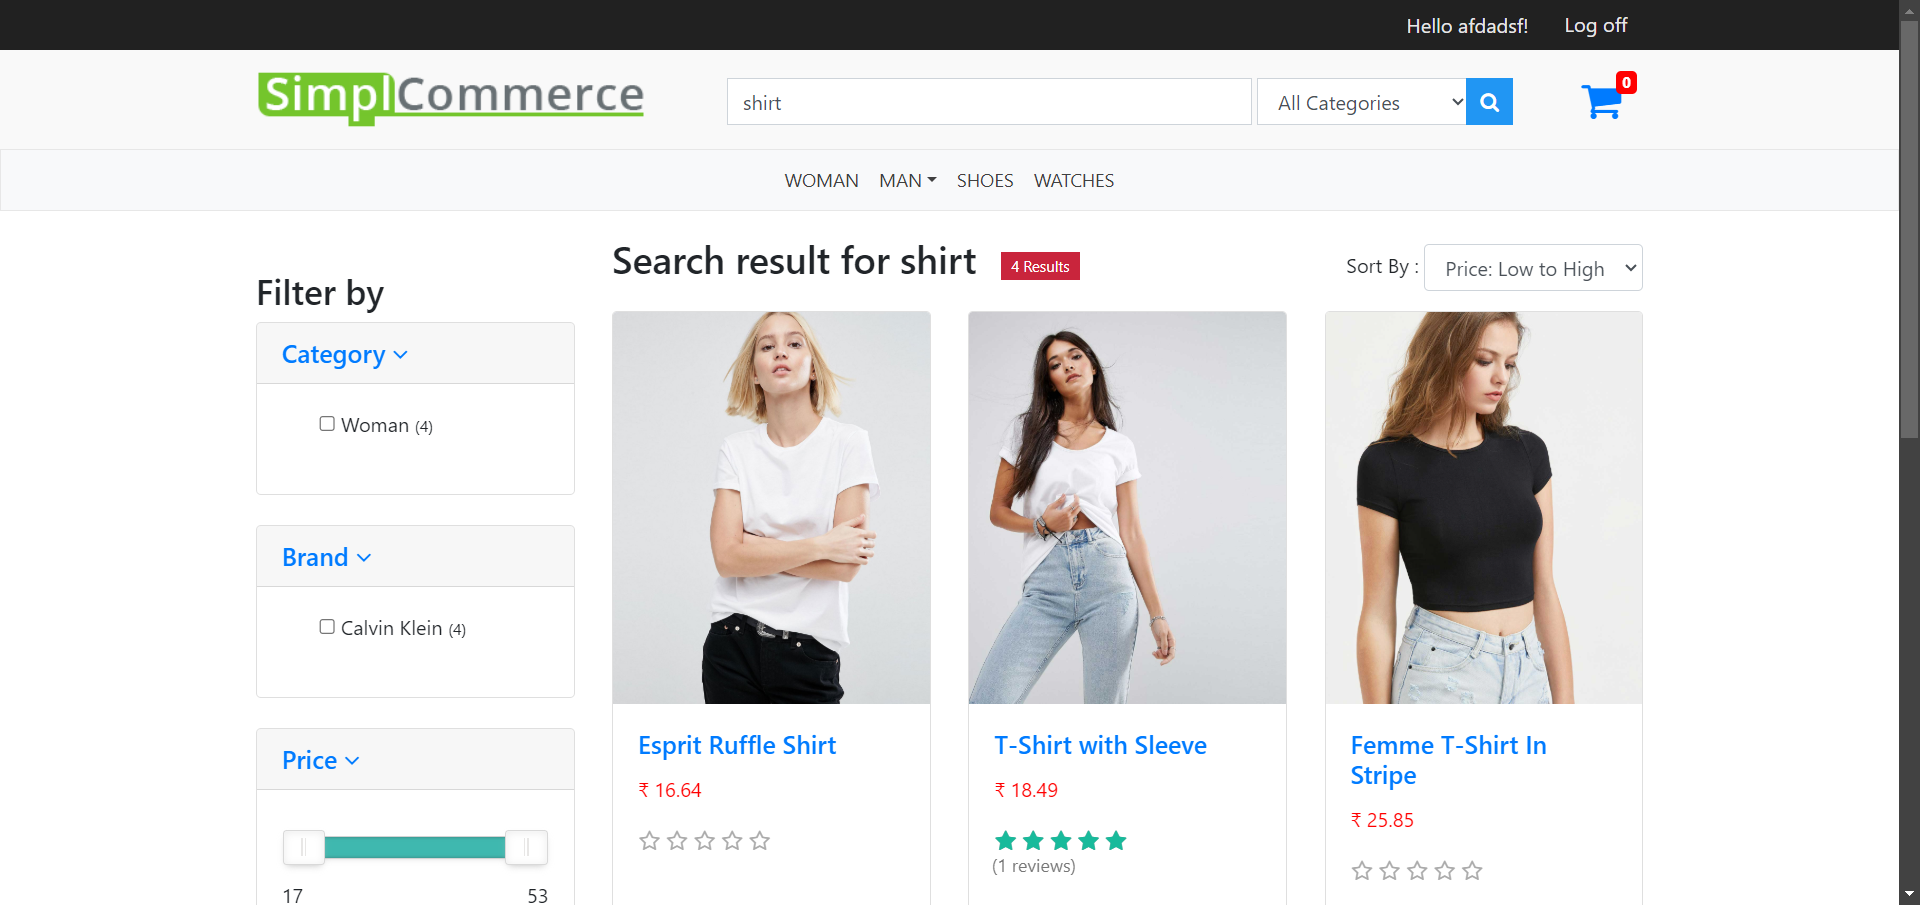 Hello afdadsf!
Log off
SimplCommerce
shirt
All Categories
0
WOMAN
MAN
SHOES
WATCHES
Search result for shirt
4 Results
Sort By :
Price: Low to High
Filter by
Category
Woman (4)
Brand
Calvin Klein (4)
Price
17
53
Esprit Ruffle Shirt
₹ 16.64
T-Shirt with Sleeve
₹ 18.49
(1 reviews)
Femme T-Shirt In
Stripe
₹ 25.85